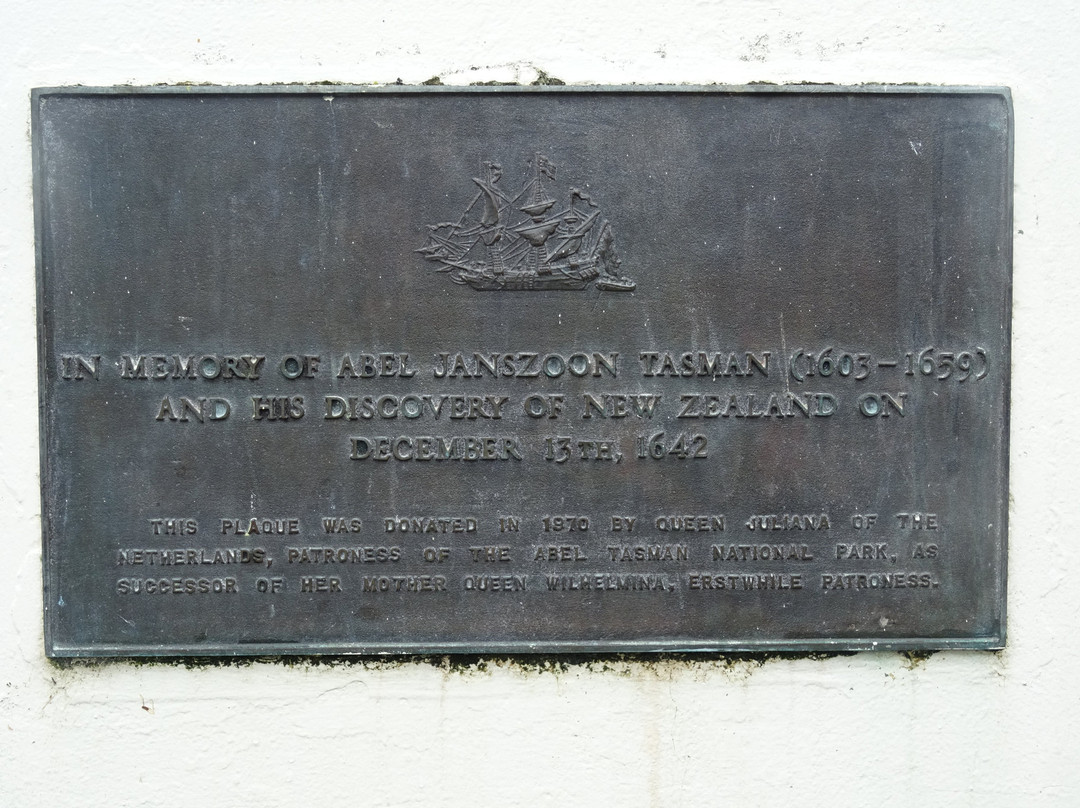 IN MEMORY OF ABEL JANSZOON TASMAN (1603–1659)
AND HIS DISCOVERY OF NEW ZEALAND ON
DECEMBER 13TH, 1642
THIS PLAQUE WAS DONATED IN 1970 BY QUEEN JULIANA OF THE
NETHERLANDS, PATRONESS OF THE ABEL TASMAN NATIONAL PARK, AS
SUCCESSOR OF HER MOTHER QUEEN WILHELMINA, ERSTWHILE PATRONESS.